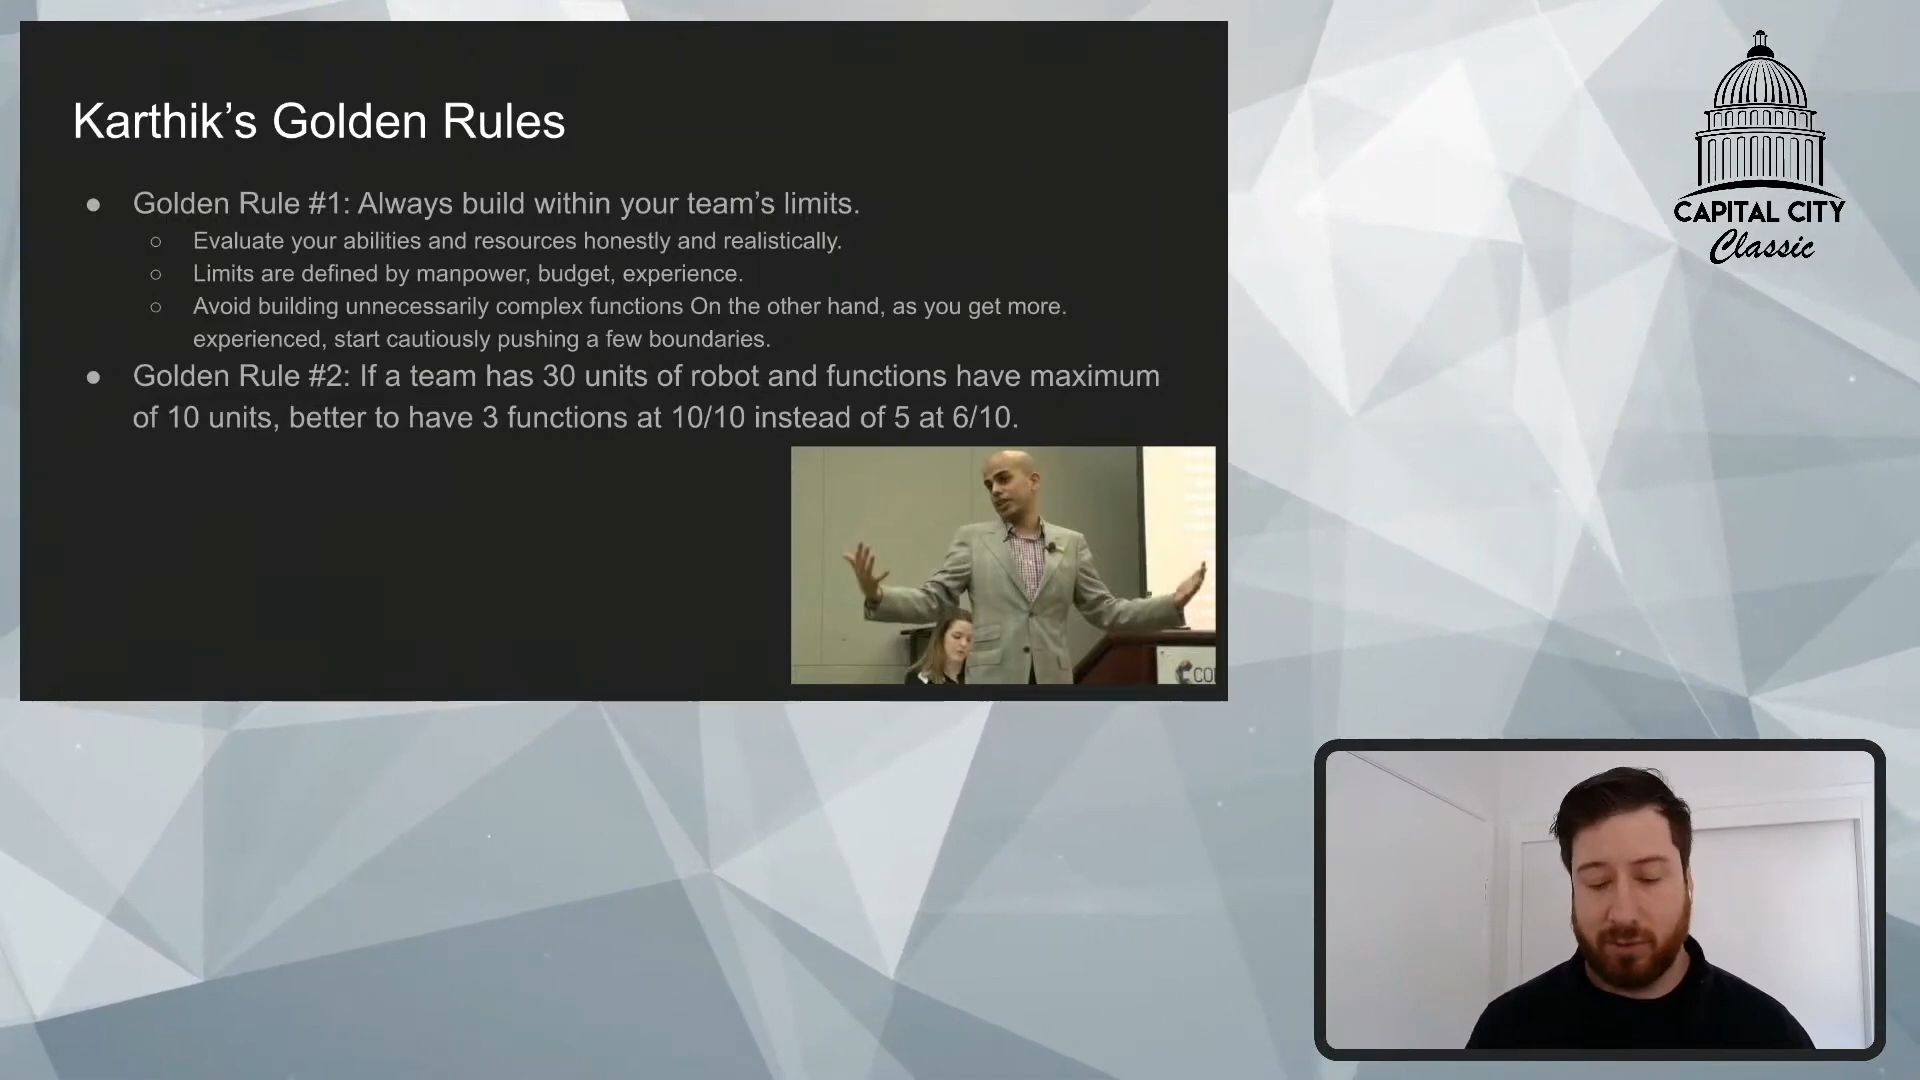 Karthik’s Golden Rules
● Golden Rule #1: Always build within your team’s limits.
○ Evaluate your abilities and resources honestly and realistically.
○ Limits are defined by manpower, budget, experience.
○ Avoid building unnecessarily complex functions On the other hand, as you get more.
experienced, start cautiously pushing a few boundaries.
● Golden Rule #2: If a team has 30 units of robot and functions have maximum
of 10 units, better to have 3 functions at 10/10 instead of 5 at 6/10.
CAPITAL CITY
Classic